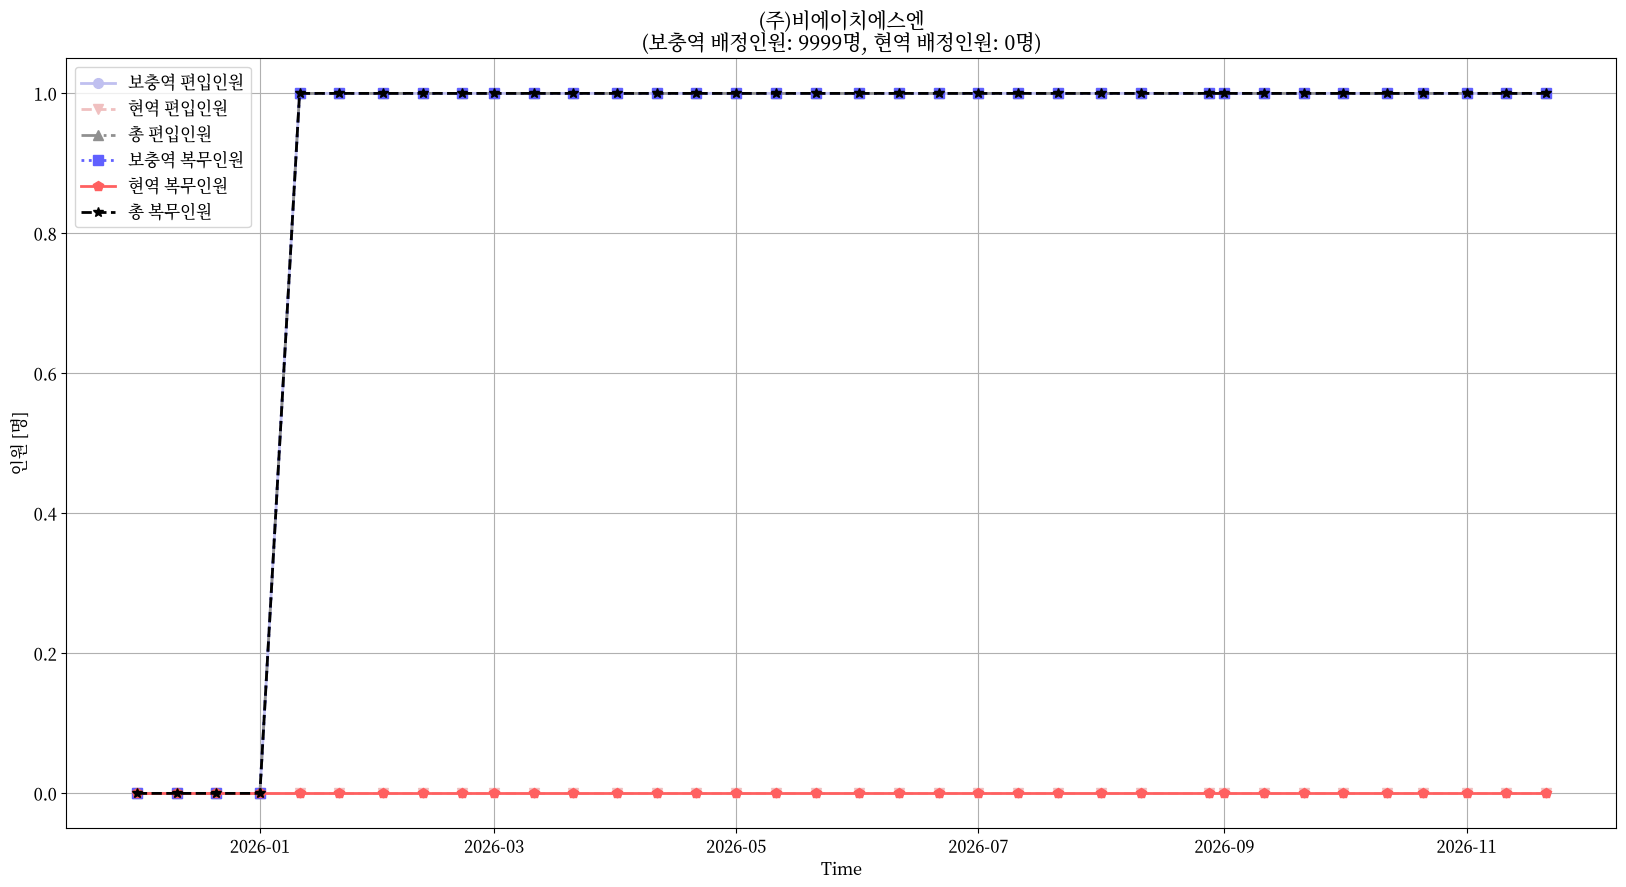 (주)비에이치에스엔
(보충역 배정인원: 9999명, 현역 배정인원: 0명)
보충역 편입인원
현역 편입인원
총 편입인원
보충역 복무인원
현역 복무인원
총 복무인원
1.0
0.8
0.6
0.4
0.2
0.0
인원 [명]
2026-01
2026-03
2026-05
2026-07
2026-09
2026-11
Time